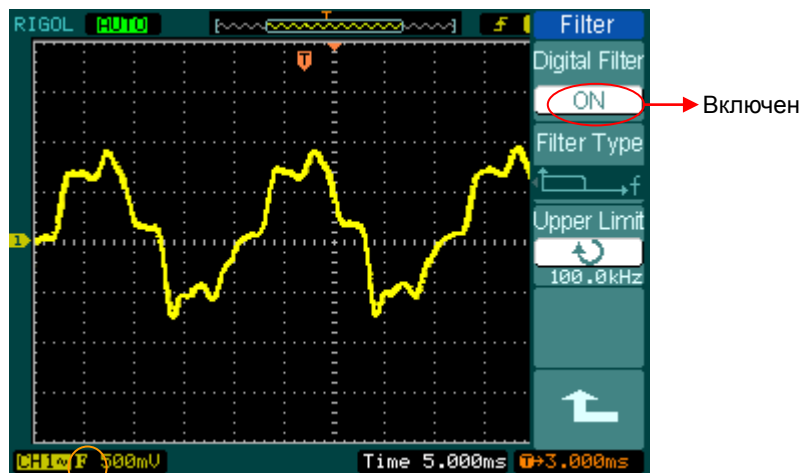 RIGOL AUTO T Filter
Digital Filter
ON
Включен
T
Filter Type
f
Upper Limit
1
100.0kHz
CH1~ F 500mV Time 5.000ms T→3.000ms